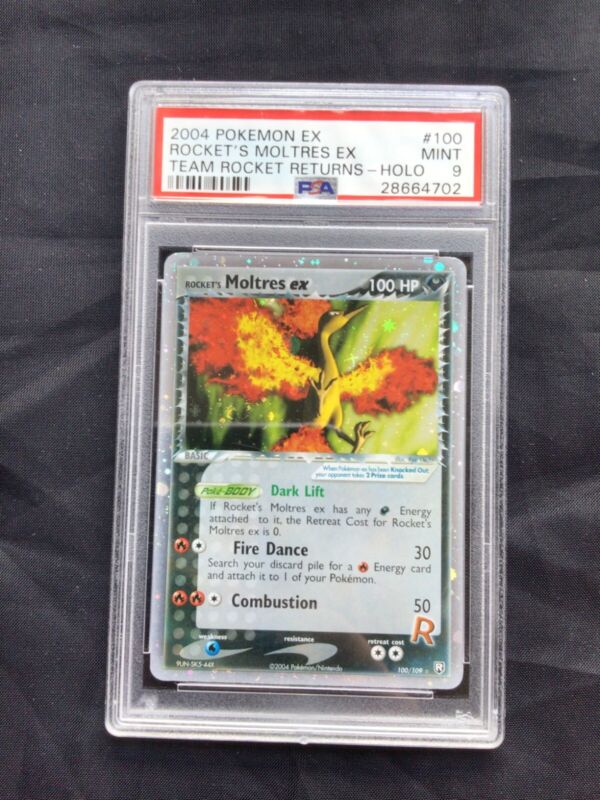 2004 POKEMON EX #100
ROCKET'S MOLTRES EX MINT
TEAM ROCKET RETURNS-HOLO 9
PSA 28664702
ROCKET'S Moltres ex 100 HP
BASIC
When Pokémon-ex has been Knocked Out
your opponent takes 2 Prize cards
Poké-BODY Dark Lift
If Rocket's Moltres ex has any Energy
attached to it, the Retreat Cost for Rocket's
Moltres ex is 0.
Fire Dance 30
Search your discard pile for a Energy card
and attach it to 1 of your Pokémon.
Combustion 50
R
weakness resistance retreat cost
9UN-5K5-44X ©2004 Pokémon/Nintendo 100/109
R